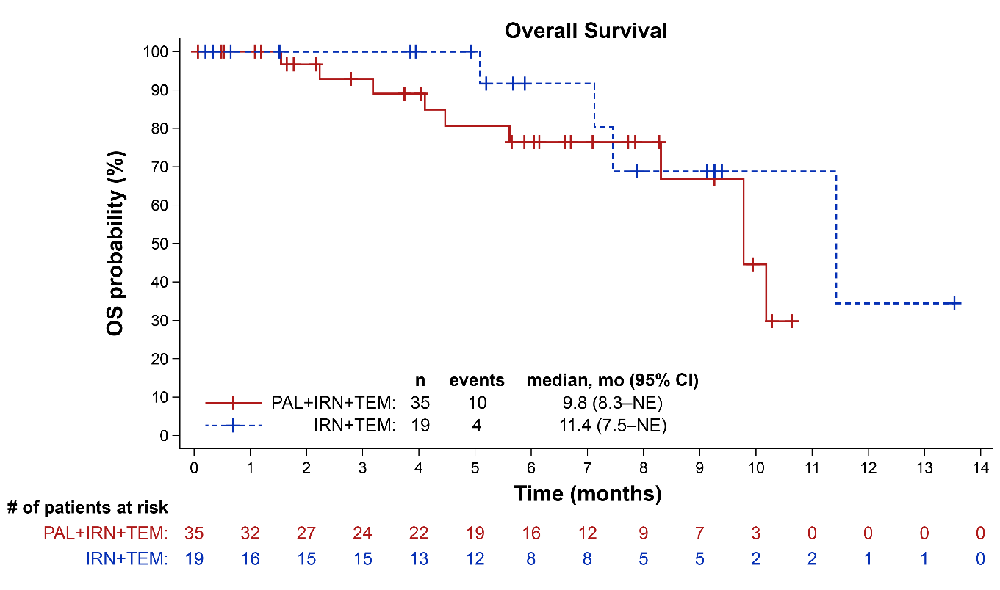 Overall Survival
OS probability (%)
100
90
80
70
60
50
40
30
20
10
0
n events median, mo (95% CI)
PAL+IRN+TEM: 35 10 9.8 (8.3–NE)
IRN+TEM: 19 4 11.4 (7.5–NE)
0 1 2 3 4 5 6 7 8 9 10 11 12 13 14
Time (months)
# of patients at risk
PAL+IRN+TEM: 35 32 27 24 22 19 16 12 9 7 3 0 0 0 0
IRN+TEM: 19 16 15 15 13 12 8 8 5 5 2 2 1 1 0